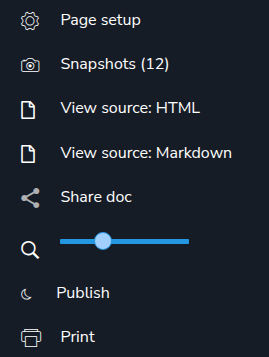 Page setup
Snapshots (12)
View source: HTML
View source: Markdown
Share doc
Publish
Print